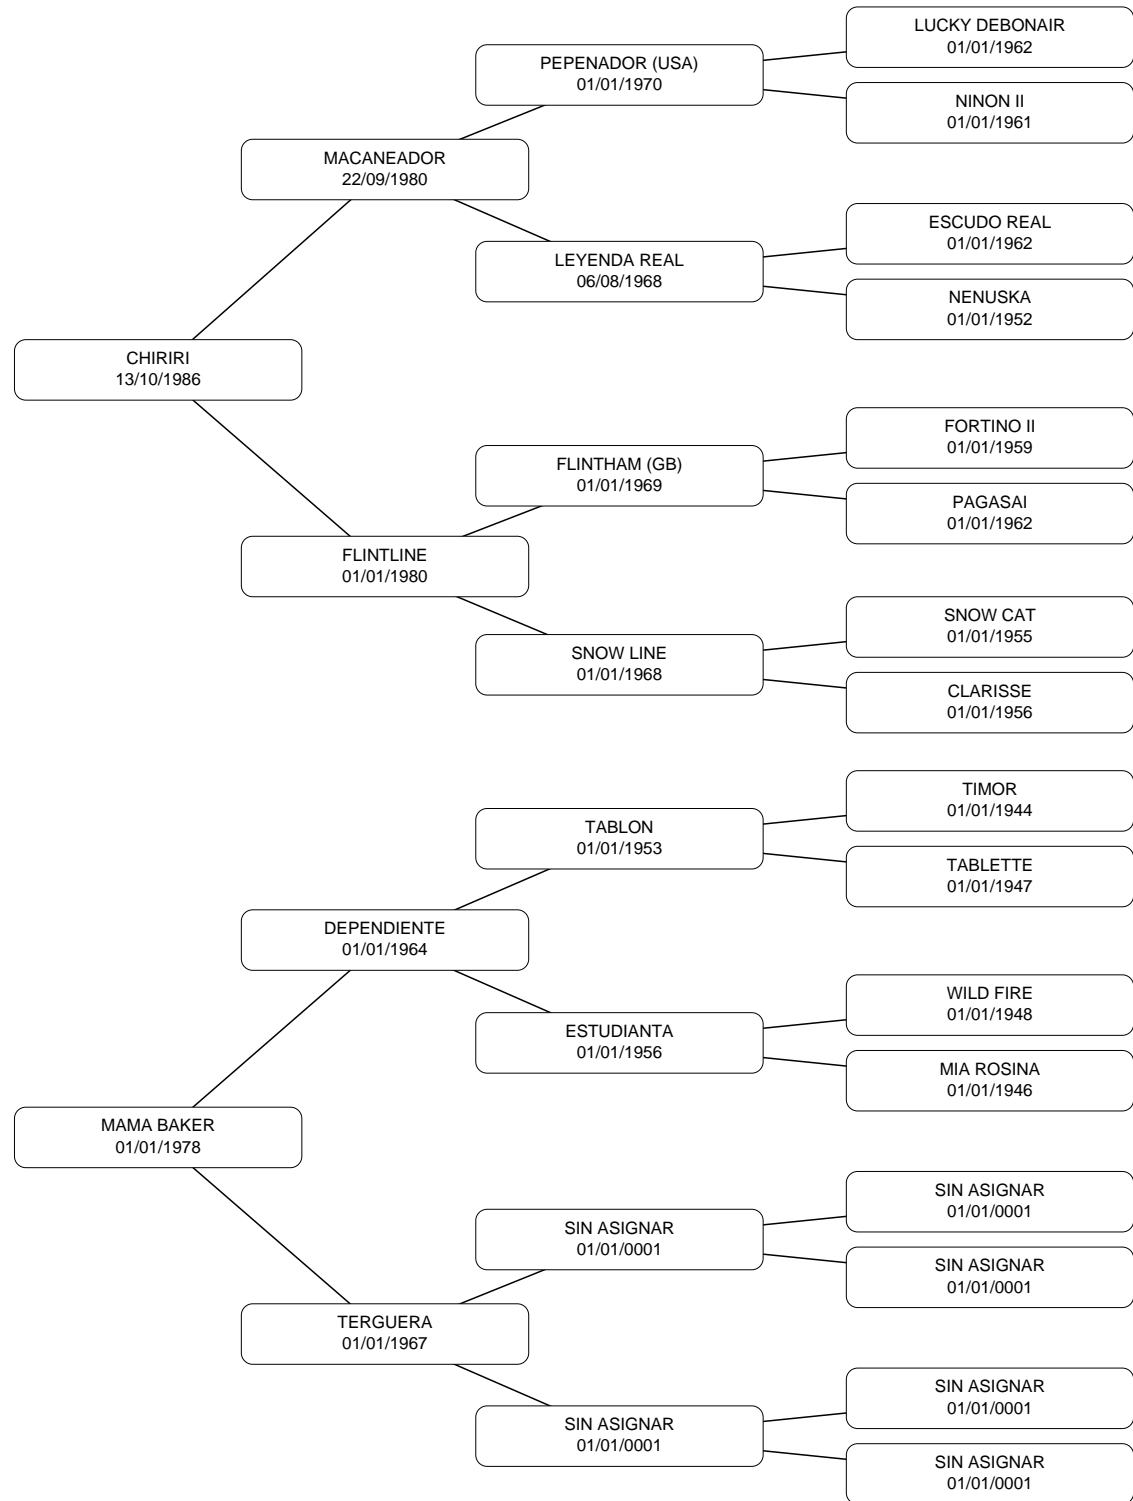 LUCKY DEBONAIR
01/01/1962
PEPENADOR (USA)
01/01/1970
NINON II
01/01/1961
MACANEADOR
22/09/1980
ESCUDO REAL
01/01/1962
LEYENDA REAL
06/08/1968
NENUSKA
01/01/1952
CHIRIRI
13/10/1986
FORTINO II
01/01/1959
FLINTHAM (GB)
01/01/1969
PAGASAI
01/01/1962
FLINTLINE
01/01/1980
SNOW CAT
01/01/1955
SNOW LINE
01/01/1968
CLARISSE
01/01/1956
TIMOR
01/01/1944
TABLON
01/01/1953
TABLETTE
01/01/1947
DEPENDIENTE
01/01/1964
WILD FIRE
01/01/1948
ESTUDIANTA
01/01/1956
MIA ROSINA
01/01/1946
MAMA BAKER
01/01/1978
SIN ASIGNAR
01/01/0001
SIN ASIGNAR
01/01/0001
SIN ASIGNAR
01/01/0001
TERGUERA
01/01/1967
SIN ASIGNAR
01/01/0001
SIN ASIGNAR
01/01/0001
SIN ASIGNAR
01/01/0001